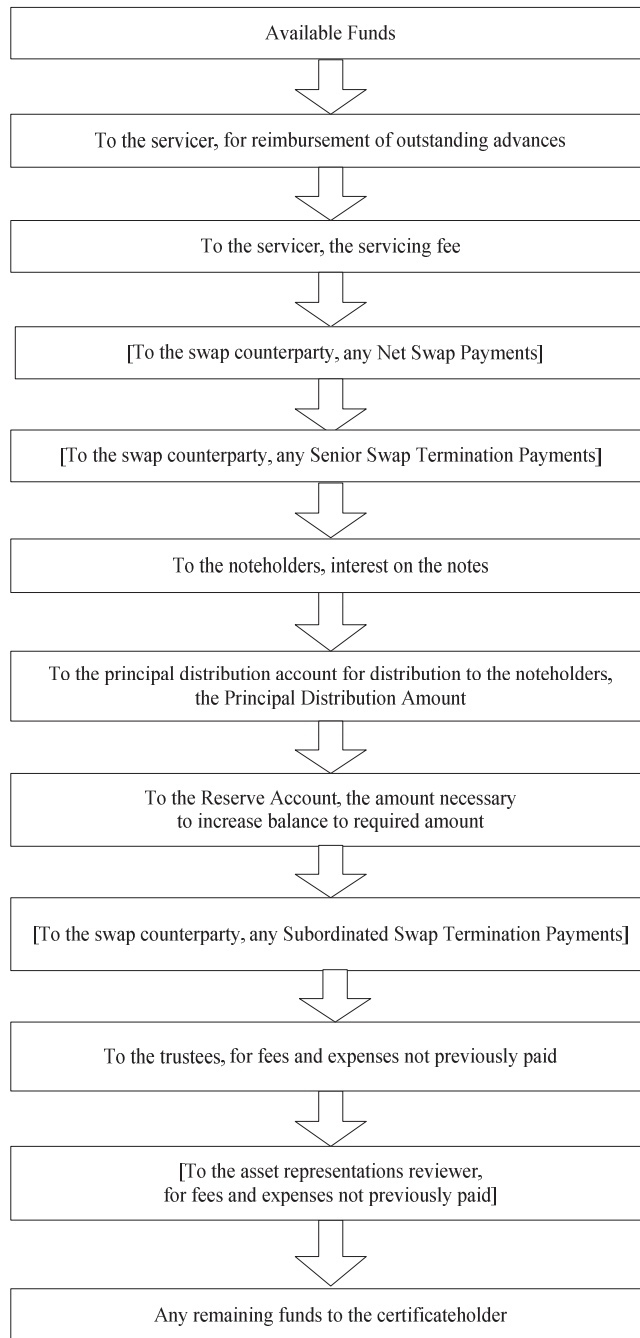 Available Funds
To the servicer, for reimbursement of outstanding advances
To the servicer, the servicing fee
[To the swap counterparty, any Net Swap Payments]
[To the swap counterparty, any Senior Swap Termination Payments]
To the noteholders, interest on the notes
To the principal distribution account for distribution to the noteholders,
the Principal Distribution Amount
To the Reserve Account, the amount necessary
to increase balance to required amount
[To the swap counterparty, any Subordinated Swap Termination Payments]
To the trustees, for fees and expenses not previously paid
[To the asset representations reviewer,
for fees and expenses not previously paid]
Any remaining funds to the certificateholder